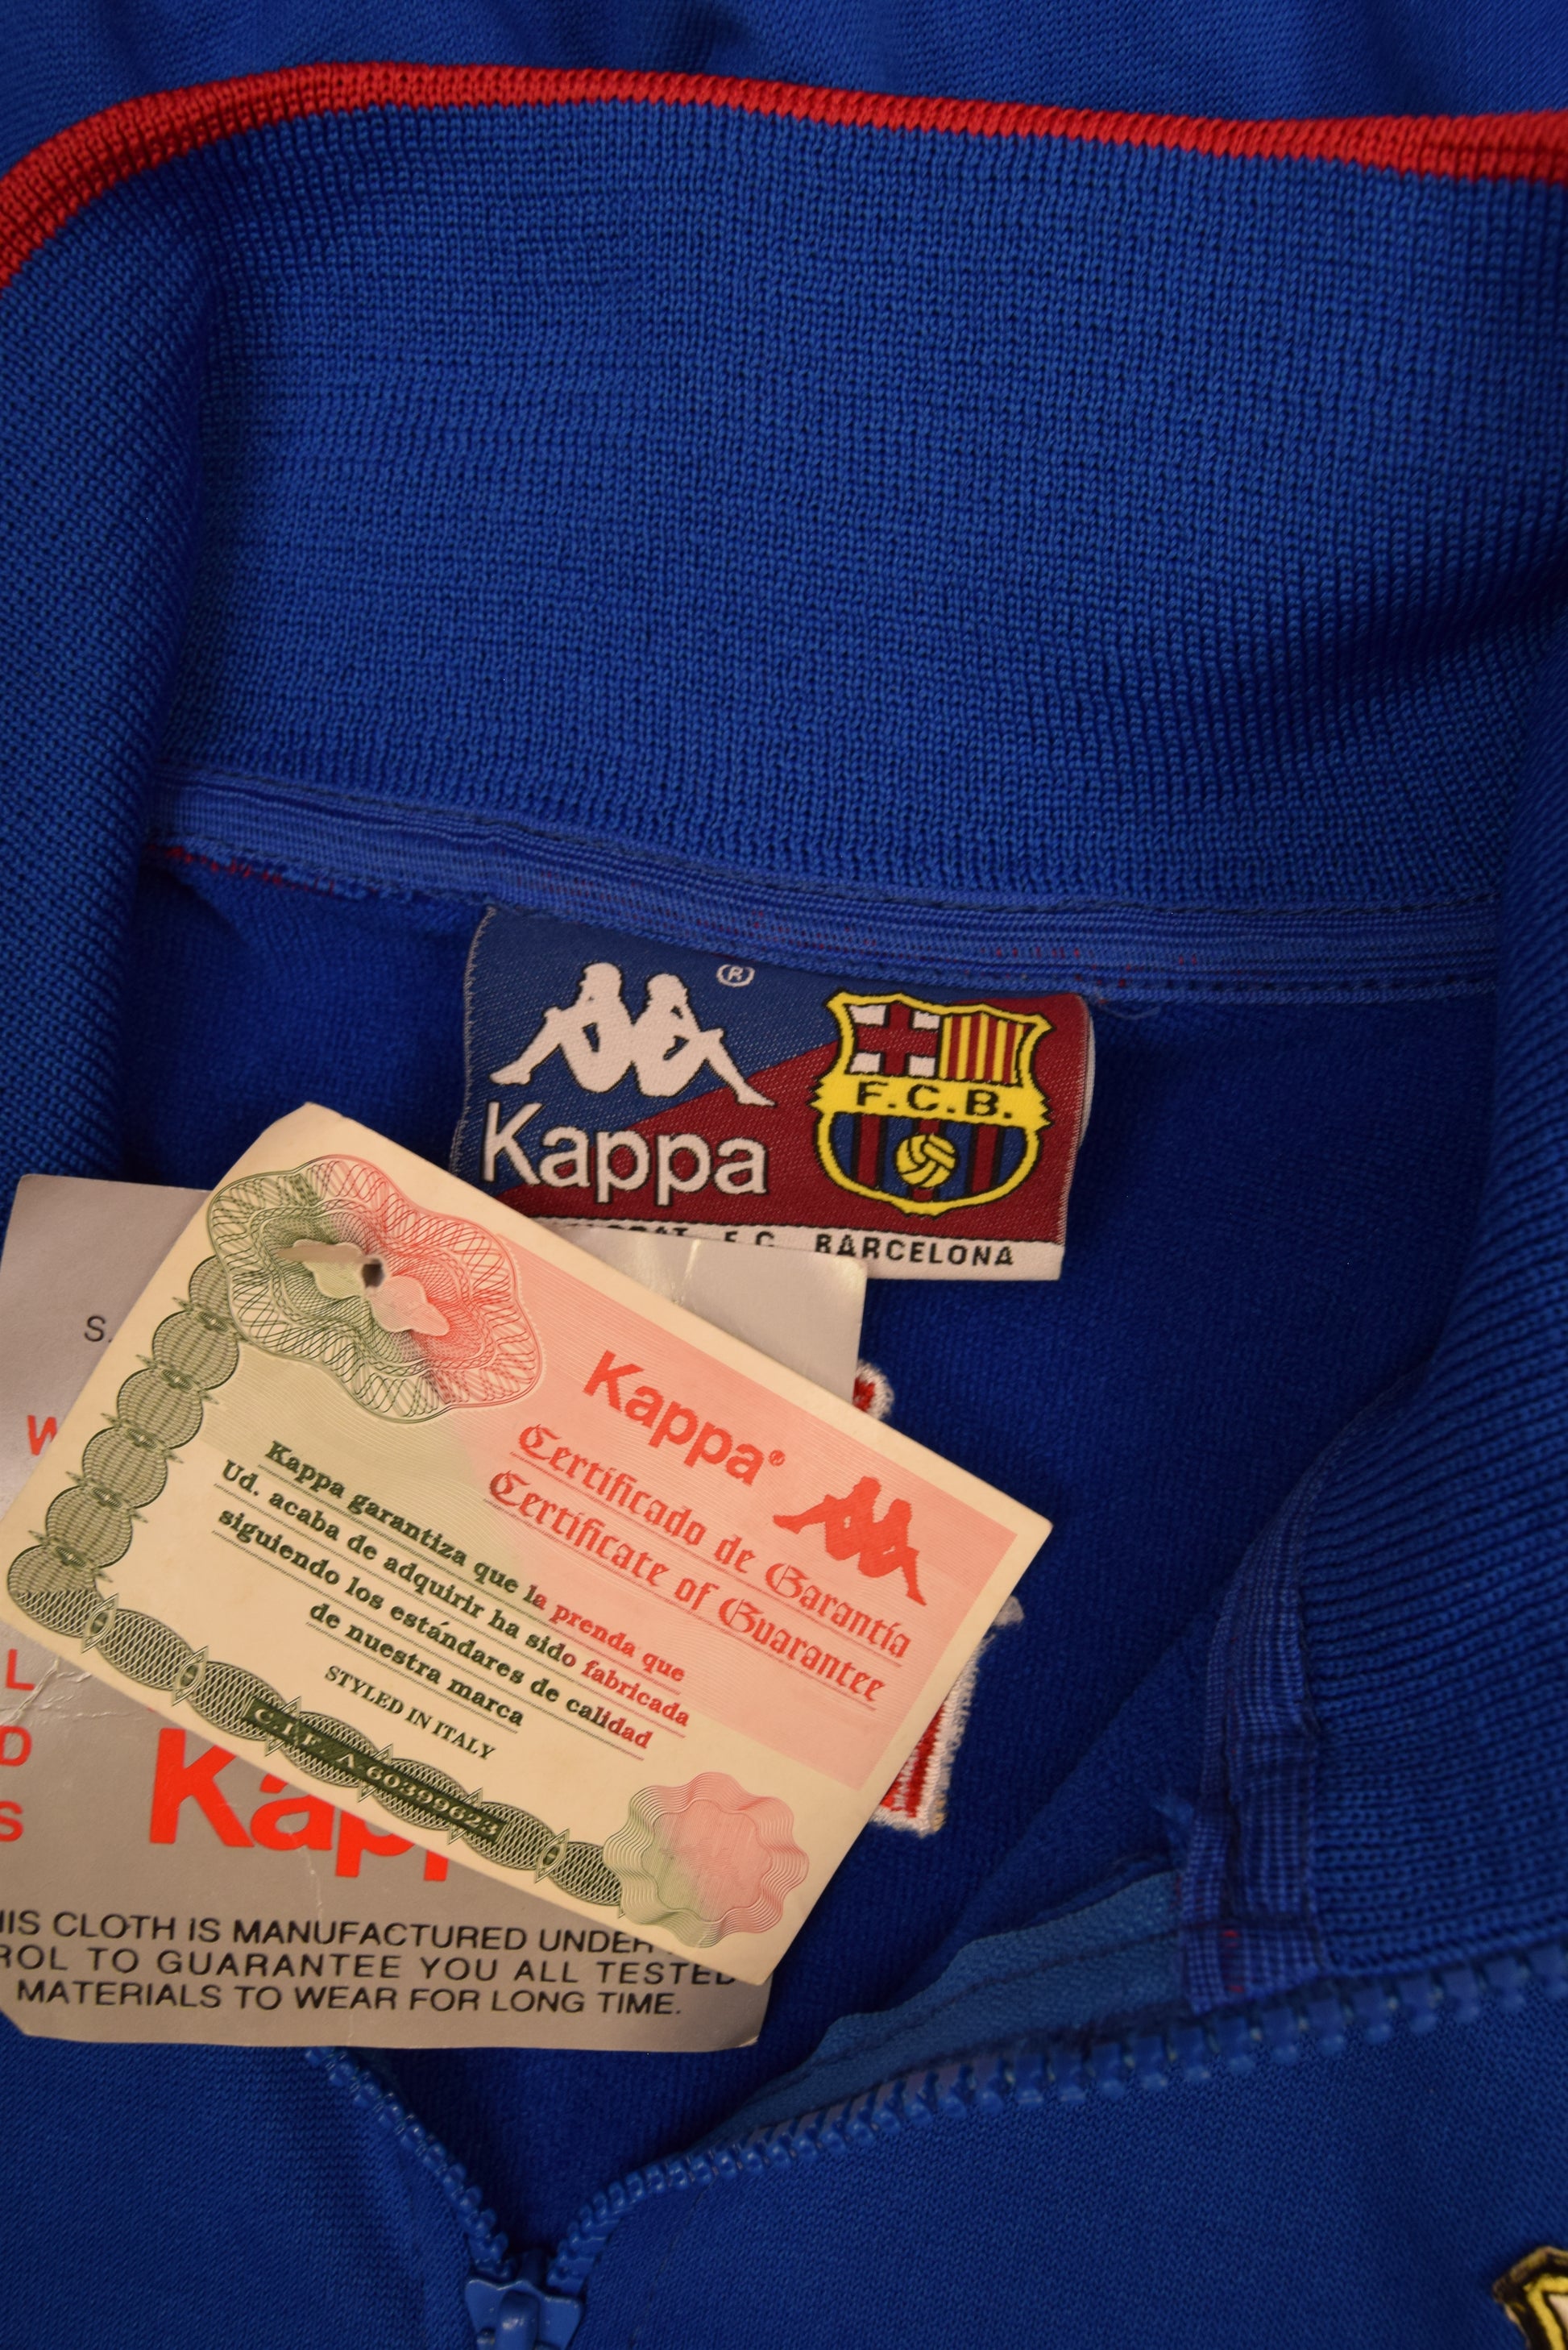 ®
Kappa
F.C.B.
F.C. BARCELONA
Kappa®
Certificado de Garantía
Certificate of Guarantee
Kappa garantiza que la prenda que
Ud. acaba de adquirir ha sido fabricada
siguiendo los estándares de calidad
de nuestra marca
STYLED IN ITALY
C.I.F. A-60399623
S.
W
L
D
S
Kapp
HIS CLOTH IS MANUFACTURED UNDER
ROL TO GUARANTEE YOU ALL TESTED
MATERIALS TO WEAR FOR LONG TIME.